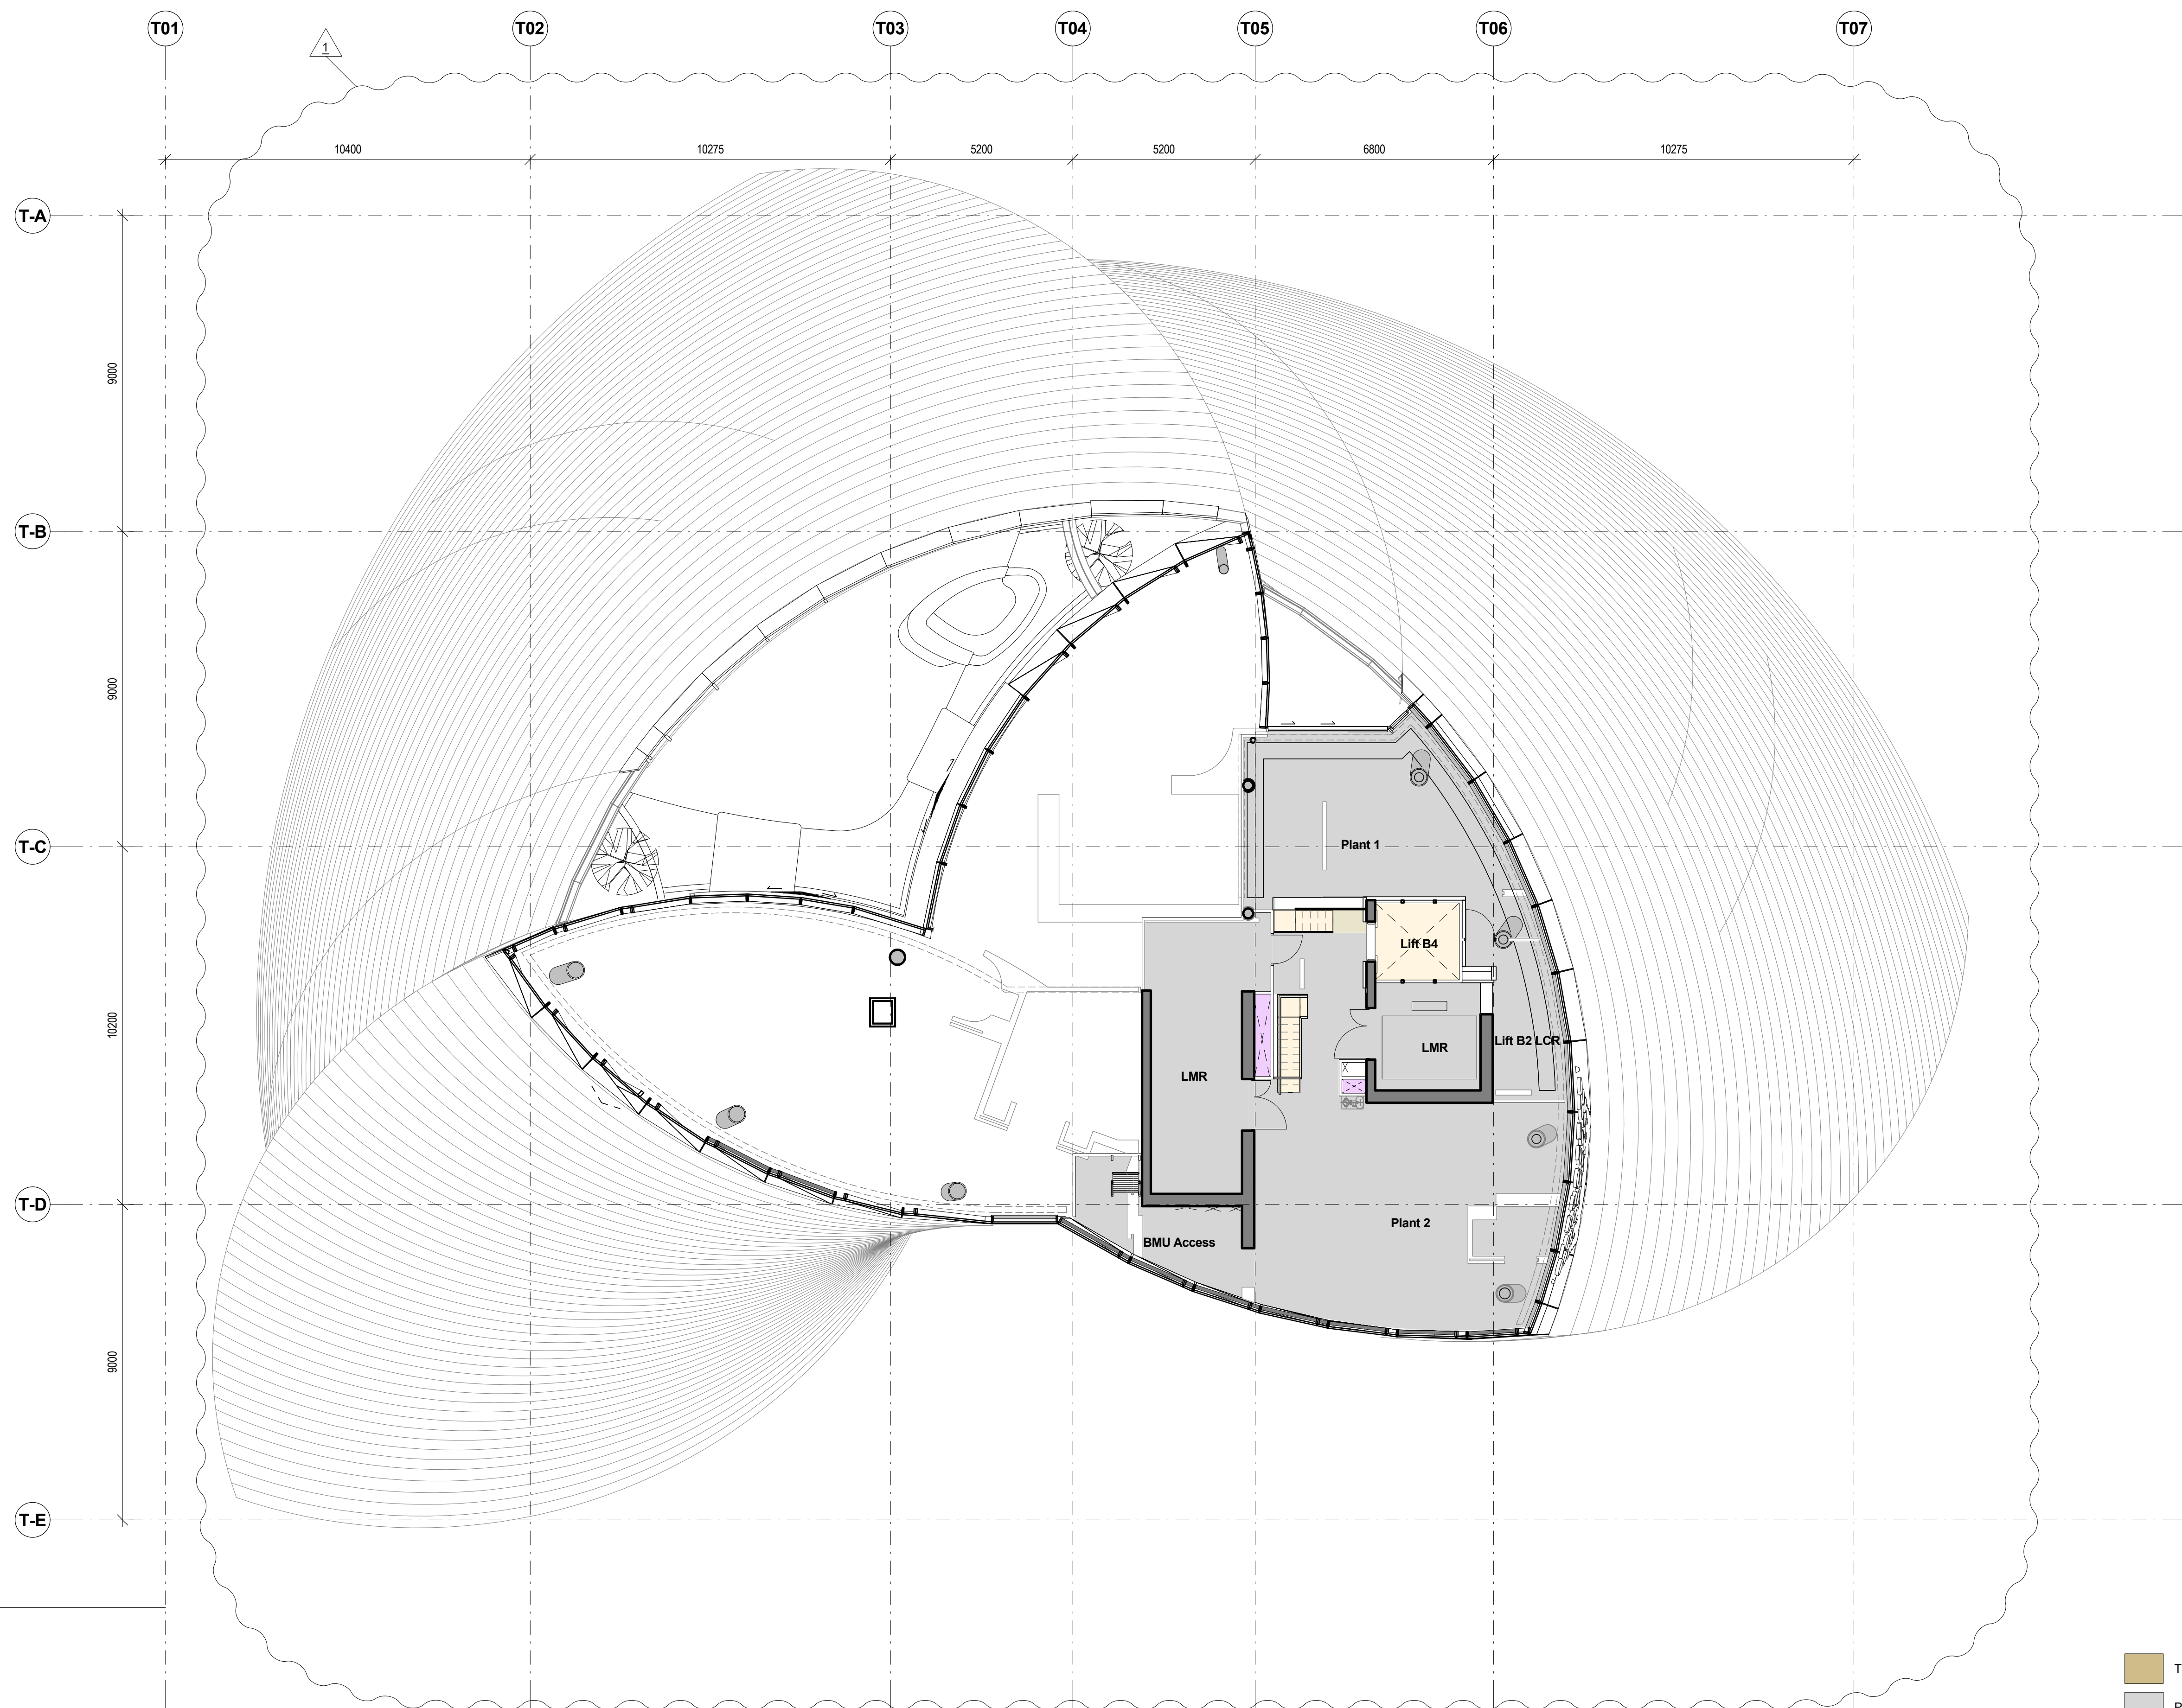 T01
T02
T03
T04
T05
T06
T07
1
10400
10275
5200
5200
6800
10275
T-A
9000
T-B
9000
T-C
Plant 1
Lift B4
10200
Lift B2 LCR
LMR
LMR
T-D
Plant 2
BMU Access
9000
T-E
T